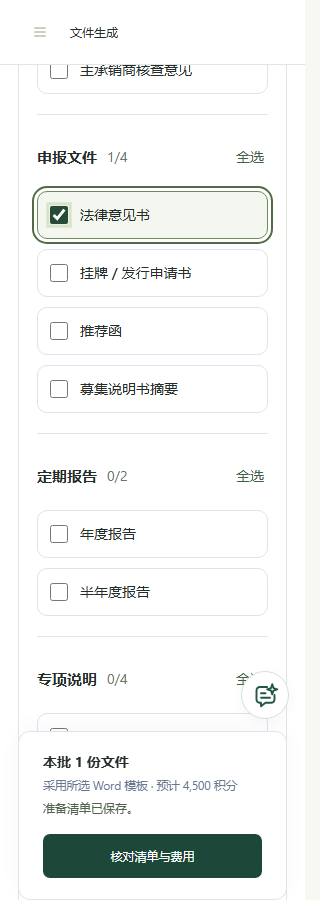 文件生成
主承销商核查意见
申报文件 1/4 全选
法律意见书
挂牌 / 发行申请书
推荐函
募集说明书摘要
定期报告 0/2 全选
年度报告
半年度报告
专项说明 0/4 全
本批 1 份文件
采用所选 Word 模板 · 预计 4,500 积分
准备清单已保存。
核对清单与费用